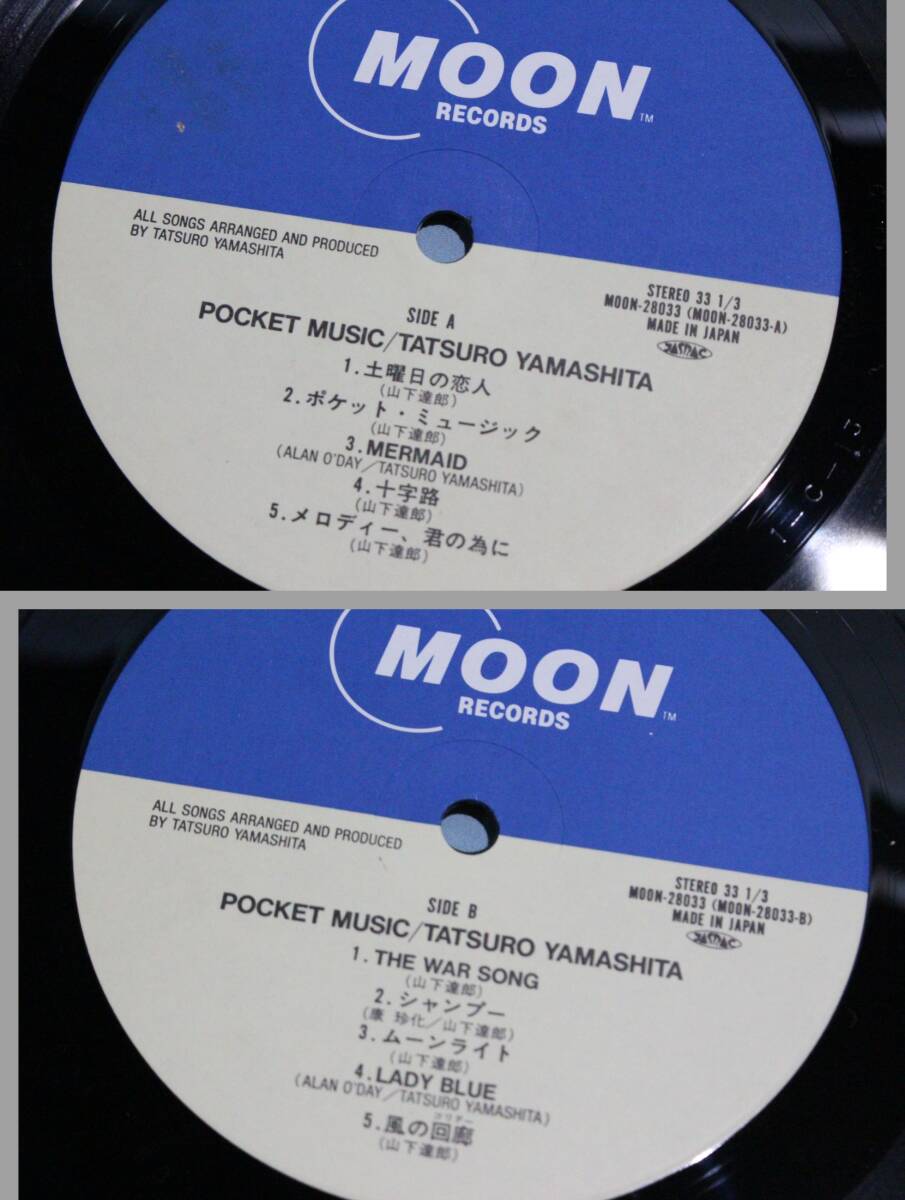 MOON
RECORDS
TM
ALL SONGS ARRANGED AND PRODUCED
BY TATSURO YAMASHITA
STEREO 33 1/3
MOON-28033 (MOON-28033-A)
MADE IN JAPAN
JASRAC
SIDE A
POCKET MUSIC/TATSURO YAMASHITA
1.土曜日の恋人
(山下達郎)
2.ポケット・ミュージック
(山下達郎)
3.MERMAID
(ALAN O'DAY/TATSURO YAMASHITA)
4.十字路
(山下達郎)
5.メロディー、君の為に
(山下達郎)
MOON
RECORDS
TM
ALL SONGS ARRANGED AND PRODUCED
BY TATSURO YAMASHITA
STEREO 33 1/3
MOON-28033 (MOON-28033-B)
MADE IN JAPAN
JASRAC
SIDE B
POCKET MUSIC/TATSURO YAMASHITA
1.THE WAR SONG
(山下達郎)
2.シャンプー
(康 珍化/山下達郎)
3.ムーンライト
(山下達郎)
4.LADY BLUE
(ALAN O'DAY/TATSURO YAMASHITA)
5.風の回廊
(山下達郎)